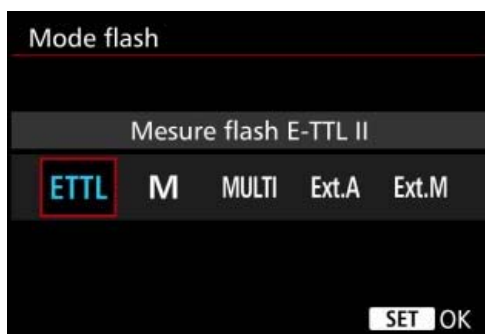 Mode flash
Mesure flash E-TTL II
ETTL M MULTI Ext.A Ext.M
SET OK